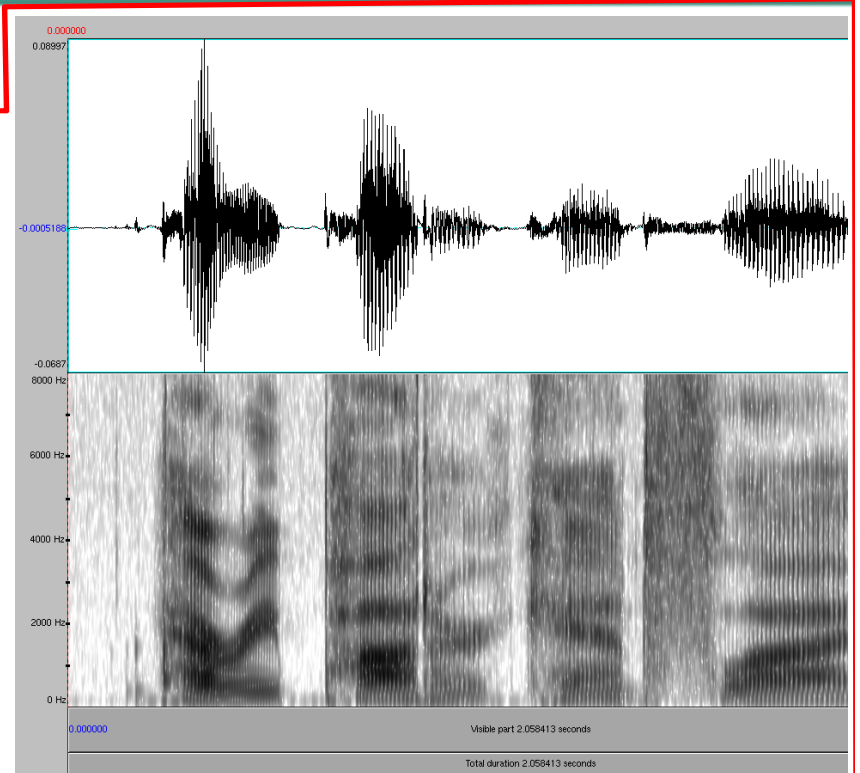 0.000000
0.08997
-0.0005188
-0.0687
8000 Hz
6000 Hz
4000 Hz
2000 Hz
0 Hz
0.000000 Visible part 2.058413 seconds
Total duration 2.058413 seconds